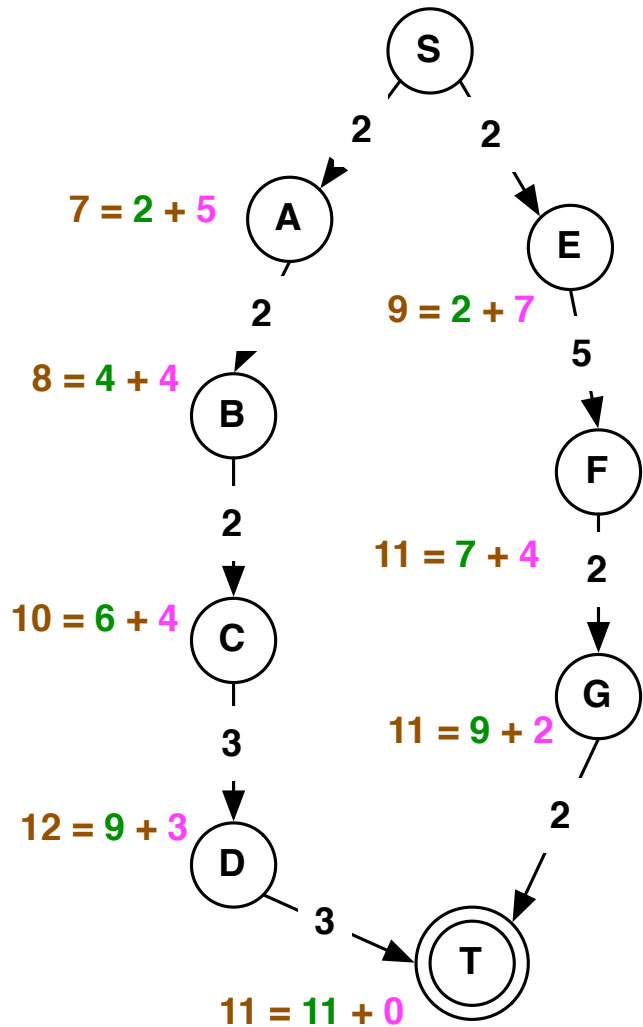 S
2
2
7 = 2 + 5
A
E
9 = 2 + 7
2
5
8 = 4 + 4
B
F
2
11 = 7 + 4
2
10 = 6 + 4
C
G
11 = 9 + 2
3
2
12 = 9 + 3
D
3
T
11 = 11 + 0